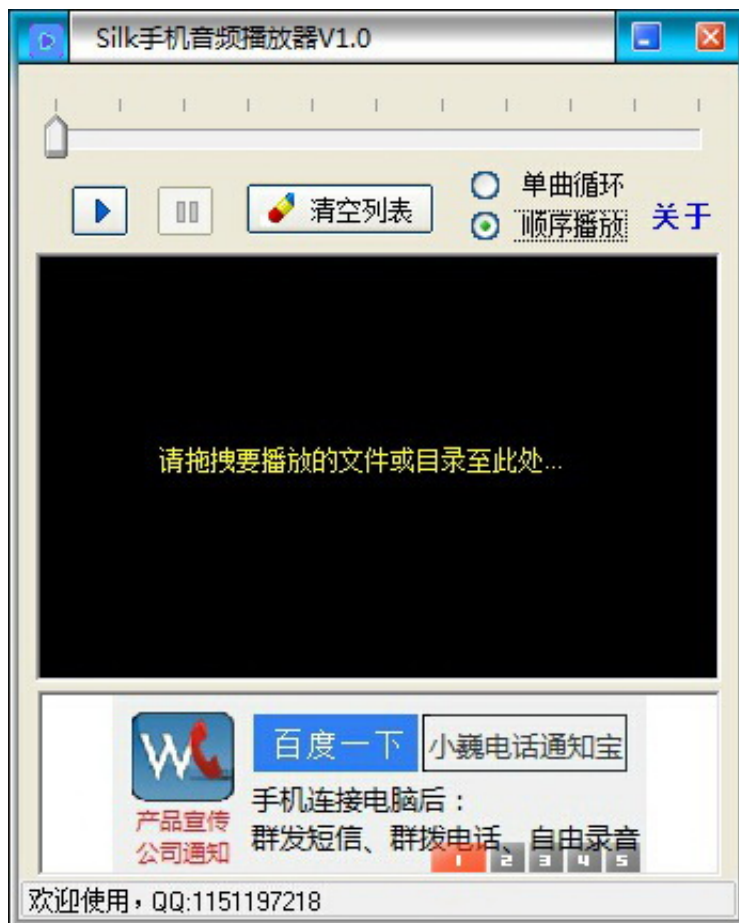 Silk手机音频播放器V1.0
单曲循环
清空列表
顺序播放
关于
请拖拽要播放的文件或目录至此处...
百度一下 小巍电话通知宝
手机连接电脑后：
产品宣传
群发短信、群拨电话、自由录音
公司通知
1 2 3 4 5
欢迎使用，QQ:1151197218